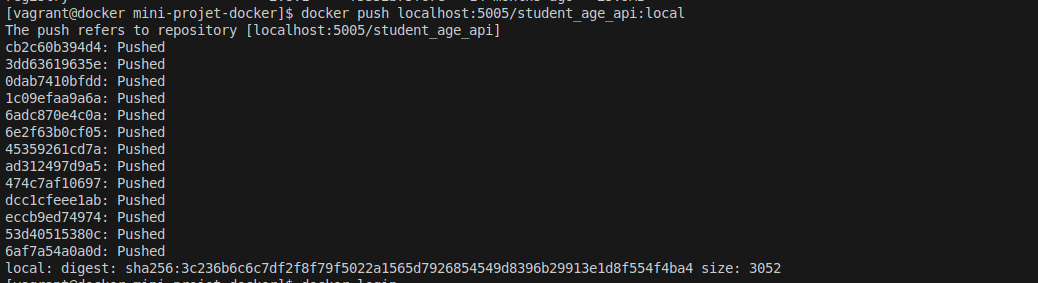 [vagrant@docker mini-projet-docker]$ docker push localhost:5005/student_age_api:local
The push refers to repository [localhost:5005/student_age_api]
cb2c60b394d4: Pushed
3dd63619635e: Pushed
0dab7410bfdd: Pushed
1c09efaa9a6a: Pushed
6adc870e4c0a: Pushed
6e2f63b0cf05: Pushed
45359261cd7a: Pushed
ad312497d9a5: Pushed
474c7af10697: Pushed
dcc1cfeee1ab: Pushed
eccb9ed74974: Pushed
53d40515380c: Pushed
6af7a54a0a0d: Pushed
local: digest: sha256:3c236b6c6c7df2f8f79f5022a1565d7926854549d8396b29913e1d8f554f4ba4 size: 3052
[vagrant@docker mini-projet-docker]$ docker login